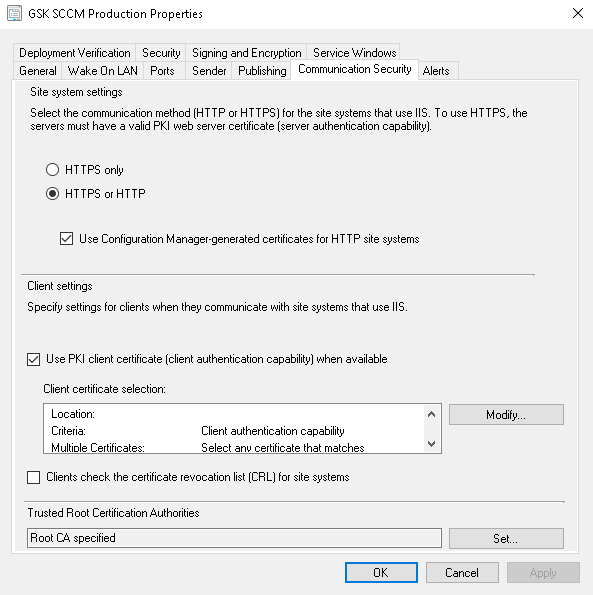 GSK SCCM Production Properties
Deployment Verification Security Signing and Encryption Service Windows
General Wake On LAN Ports Sender Publishing Communication Security Alerts
Site system settings
Select the communication method (HTTP or HTTPS) for the site systems that use IIS. To use HTTPS, the
servers must have a valid PKI web server certificate (server authentication capability).
HTTPS only
HTTPS or HTTP
Use Configuration Manager-generated certificates for HTTP site systems
Client settings
Specify settings for clients when they communicate with site systems that use IIS.
Use PKI client certificate (client authentication capability) when available
Client certificate selection:
Location:
Criteria: Client authentication capability
Multiple Certificates: Select any certificate that matches
Modify...
Clients check the certificate revocation list (CRL) for site systems
Trusted Root Certification Authorities
Root CA specified Set...
OK Cancel Apply